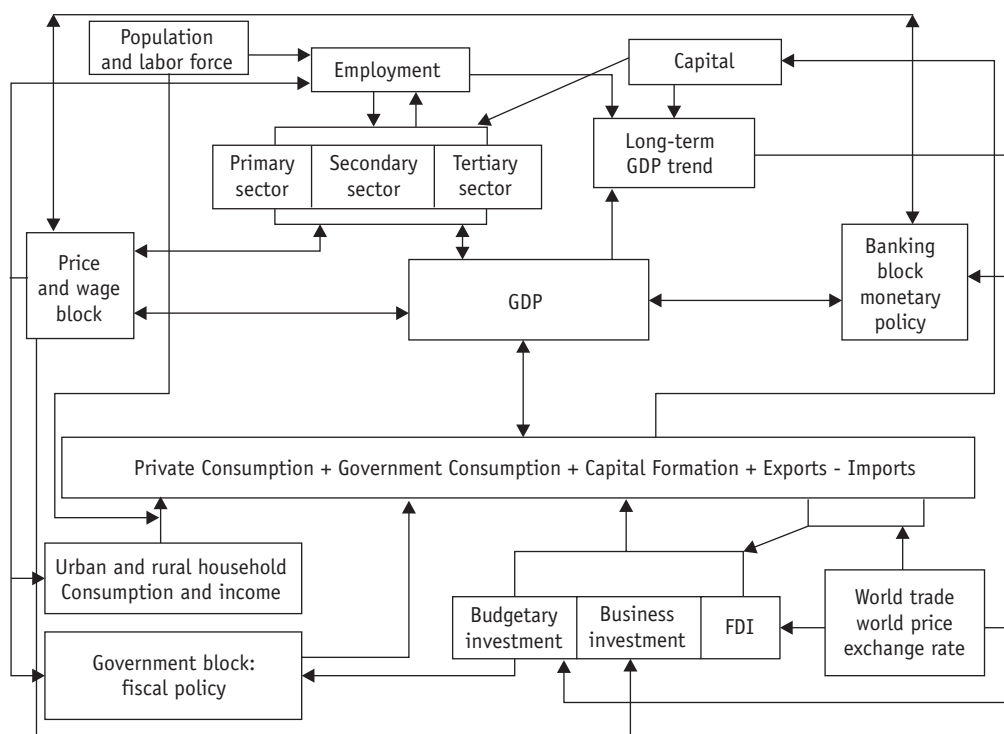 Population
and labor force
Employment
Capital
Primary
sector
Secondary
sector
Tertiary
sector
Long-term
GDP trend
Price
and wage
block
GDP
Banking
block
monetary
policy
Private Consumption + Government Consumption + Capital Formation + Exports - Imports
Urban and rural household
Consumption and income
Budgetary
investment
Business
investment
FDI
World trade
world price
exchange rate
Government block:
fiscal policy